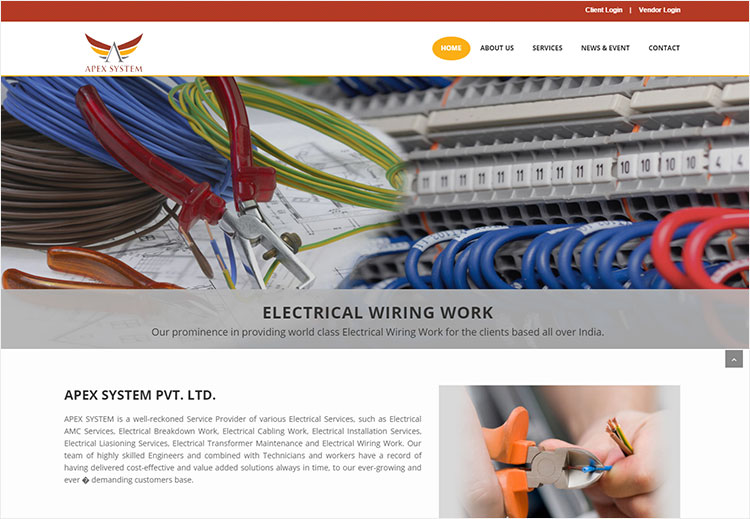 Client Login | Vendor Login
APEX SYSTEM
HOME ABOUT US SERVICES NEWS & EVENT CONTACT
11 11 11 11 11 11 11 11 10 10 10 10 4 4
ELECTRICAL WIRING WORK
Our prominence in providing world class Electrical Wiring Work for the clients based all over India.
APEX SYSTEM PVT. LTD.
APEX SYSTEM is a well-reckoned Service Provider of various Electrical Services, such as Electrical
AMC Services, Electrical Breakdown Work, Electrical Cabling Work, Electrical Installation Services,
Electrical Liasioning Services, Electrical Transformer Maintenance and Electrical Wiring Work. Our
team of highly skilled Engineers and combined with Technicians and workers have a record of
having delivered cost-effective and value added solutions always in time, to our ever-growing and
ever � demanding customers base.